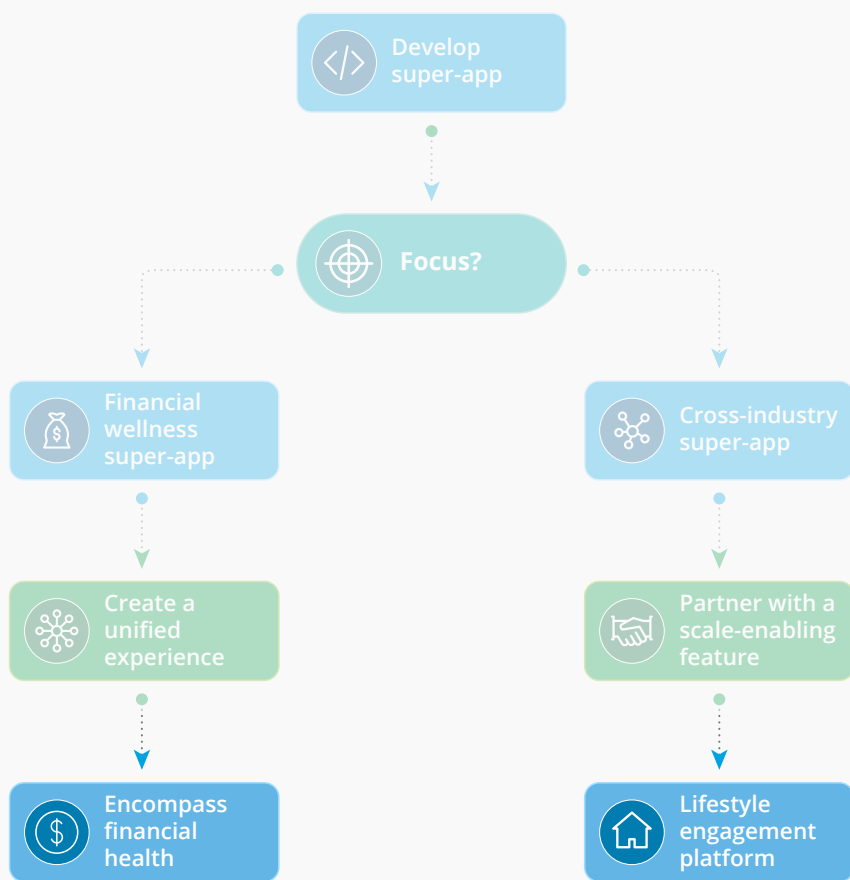 Develop
super-app
Focus?
Financial
wellness
super-app
Cross-industry
super-app
Create a
unified
experience
Partner with a
scale-enabling
feature
Encompass
financial
health
Lifestyle
engagement
platform